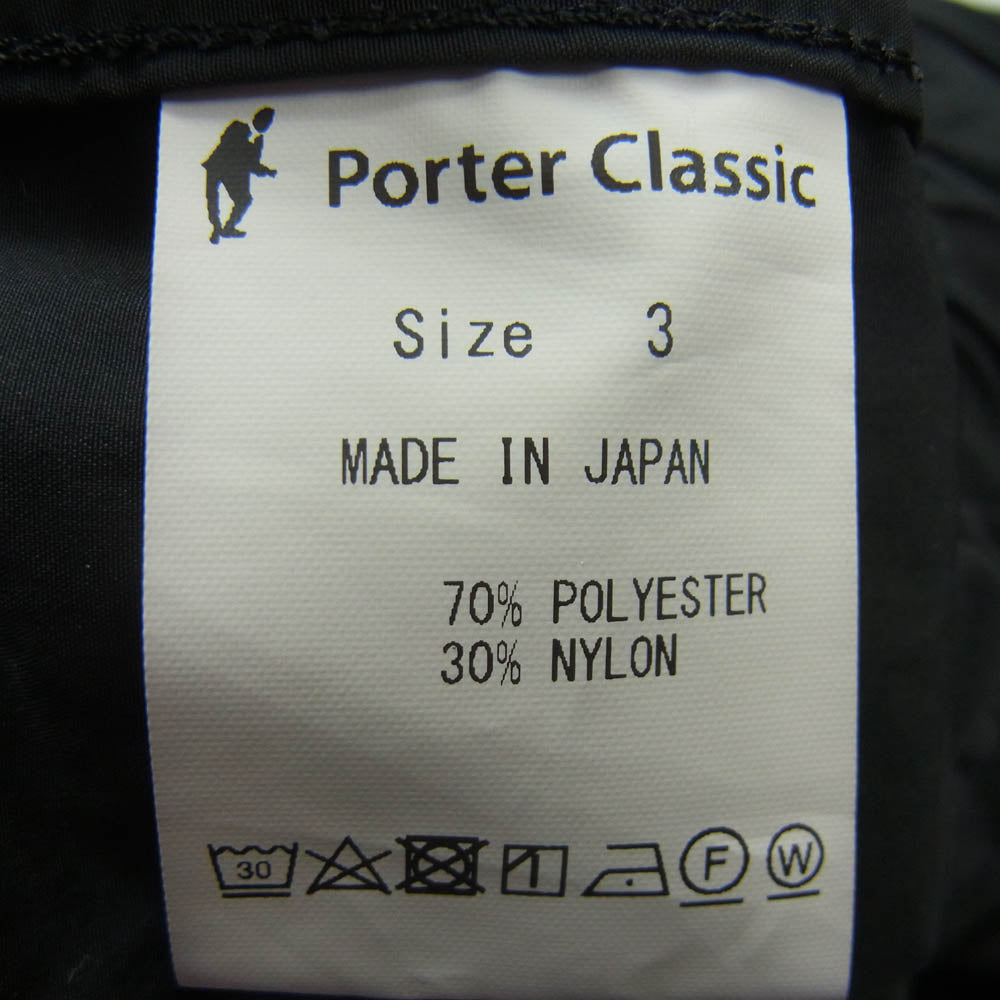 Porter Classic
Size 3
MADE IN JAPAN
70% POLYESTER
30% NYLON
30 F W